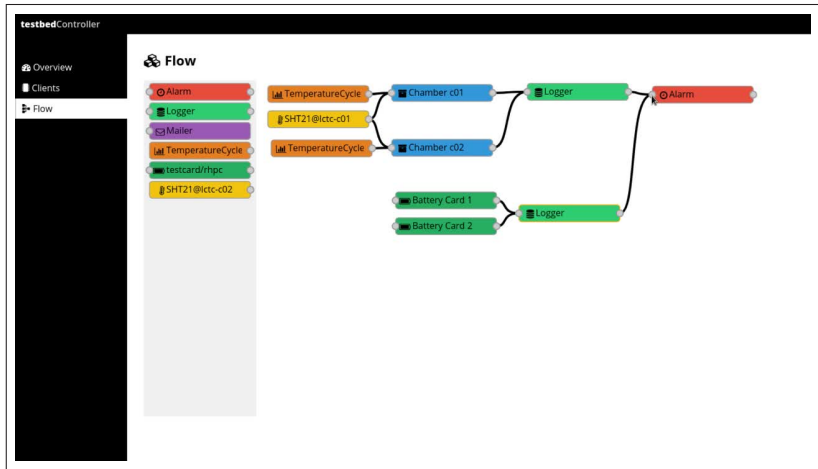 testbedController
Overview
Clients
Flow
Flow
Alarm
Logger
Mailer
TemperatureCycle
testcard/rhpc
SHT21@lctc-c02
TemperatureCycle
SHT21@lctc-c01
TemperatureCycle
Chamber c01
Chamber c02
Logger
Alarm
Battery Card 1
Battery Card 2
Logger